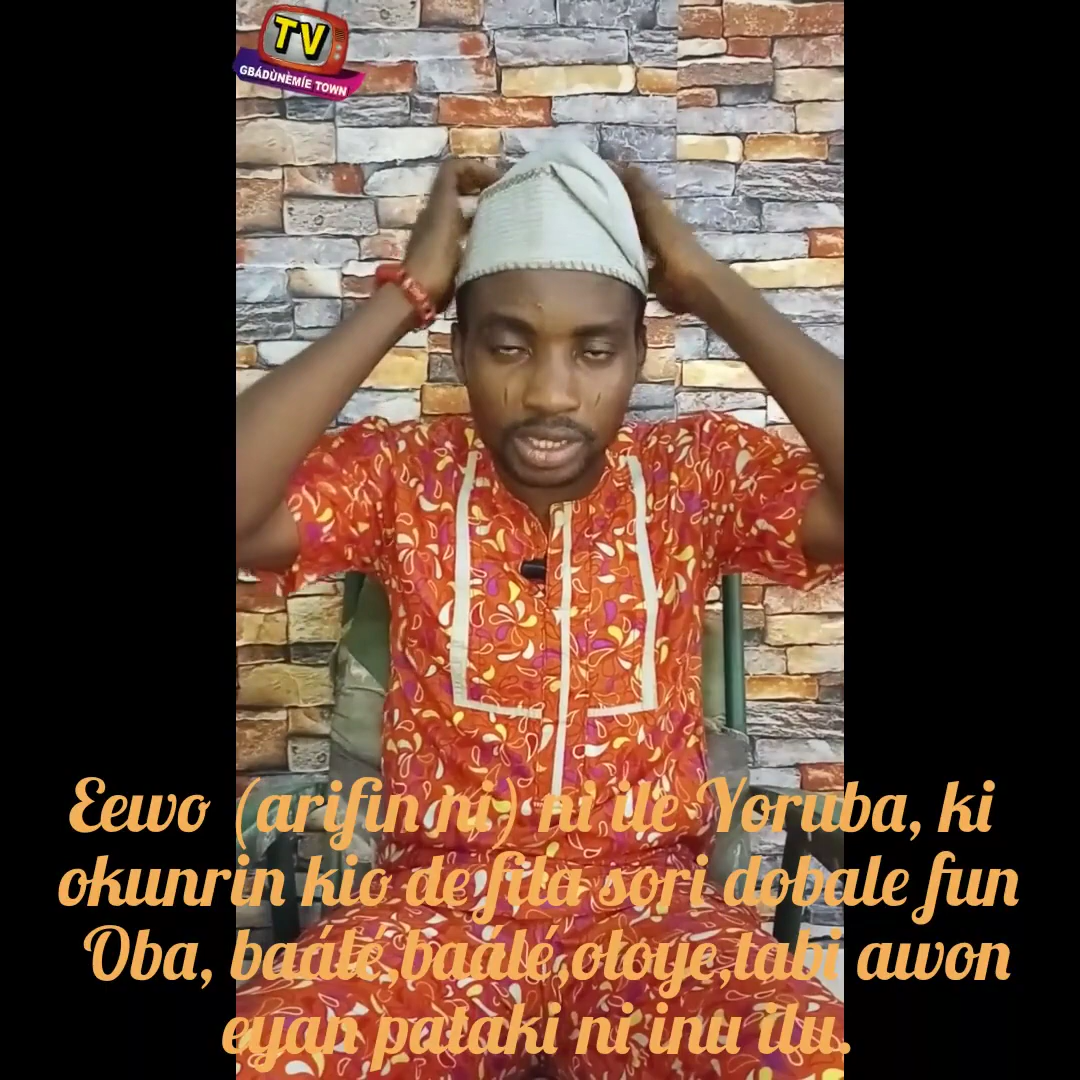 TV
GBÁDÙNÈMÍE TOWN
Eewo (arifin ni) ni ile Yoruba, ki
okunrin kio de fila sori dobale fun
Oba, baálé,baálé,oloye,tabi awon
eyan pataki ni inu ilu.